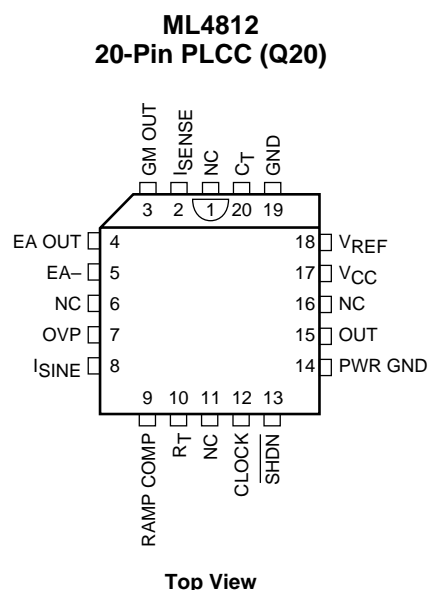 ML4812
20-Pin PLCC (Q20)
GM OUT
ISENSE
NC
CT
GND
3 2 1 20 19
EA OUT 4
EA– 5
NC 6
OVP 7
ISINE 8
18 VREF
17 VCC
16 NC
15 OUT
14 PWR GND
9 10 11 12 13
RAMP COMP
RT
NC
CLOCK
SHDN
Top View